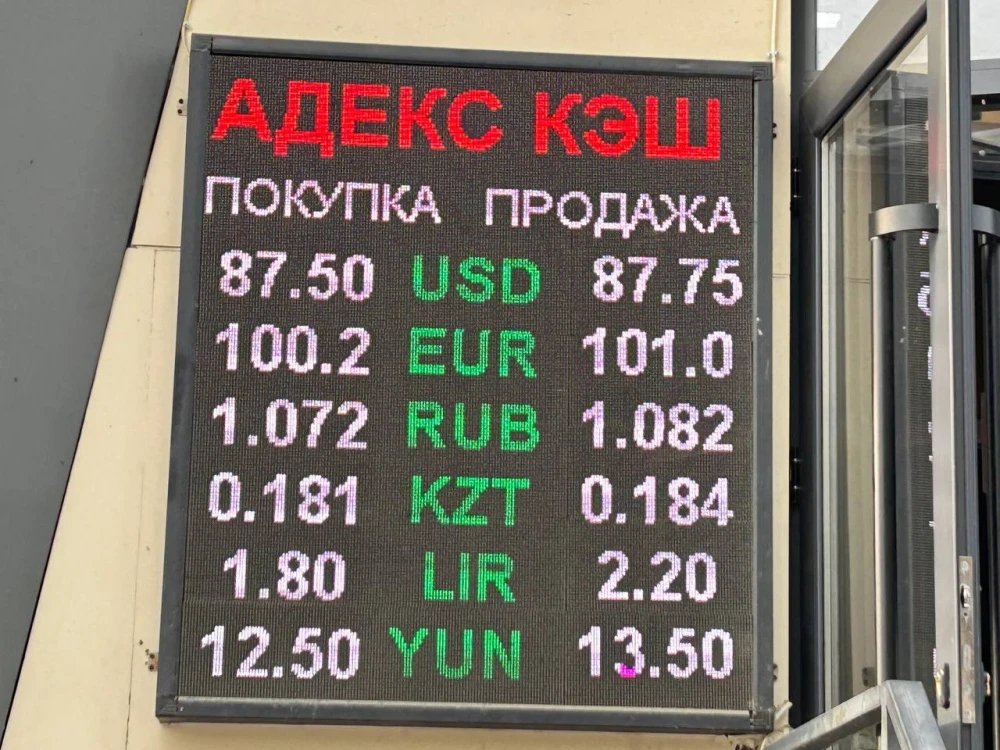 АДЕКС КЭШ
ПОКУПКА ПРОДАЖА
87.50 USD 87.75
100.2 EUR 101.0
1.072 RUB 1.082
0.181 KZT 0.184
1.80 LIR 2.20
12.50 YUN 13.50